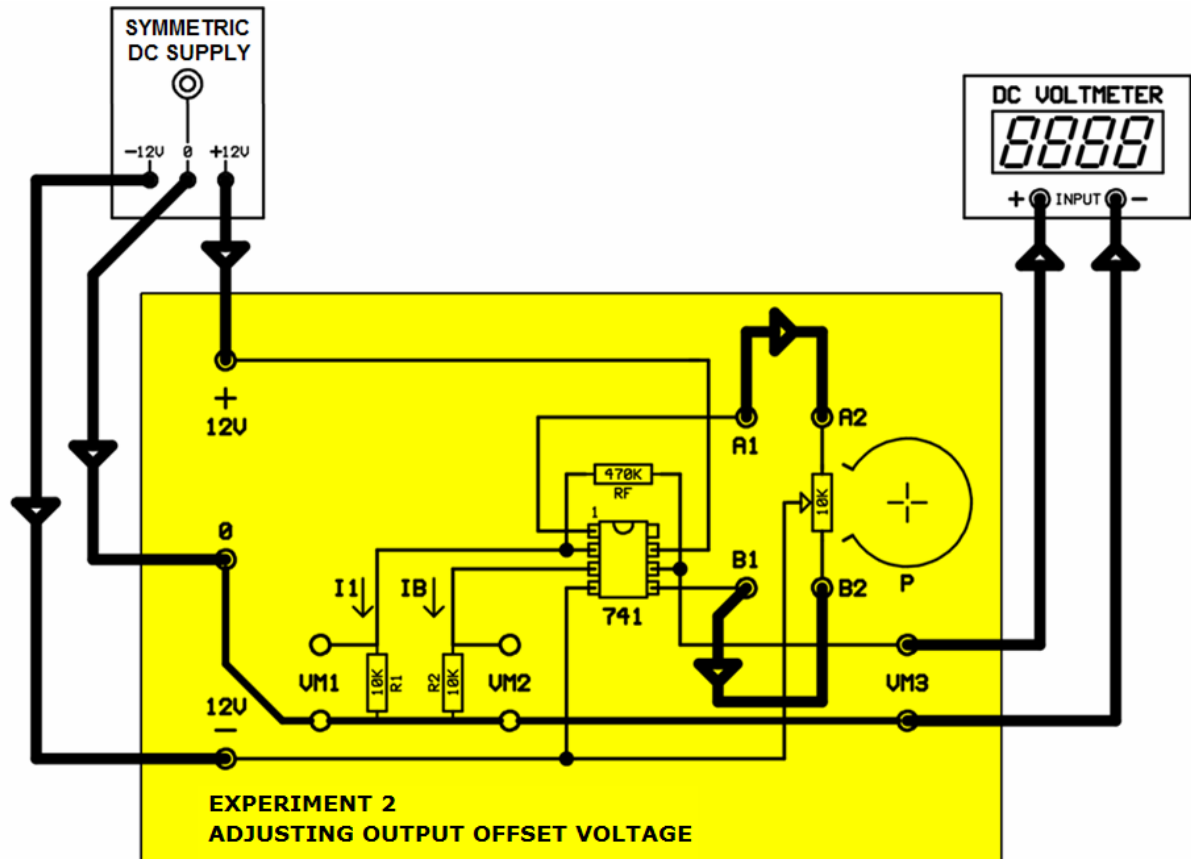 SYMMETRIC
DC SUPPLY
-12V 0 +12V
DC VOLTMETER
8888
+ INPUT -
+
12V
A1
A2
470K
RF
1
10K
0
B1
B2
P
I1
IB
741
VM1
10K
R1
R2
10K
VM2
VM3
12V
-
EXPERIMENT 2
ADJUSTING OUTPUT OFFSET VOLTAGE